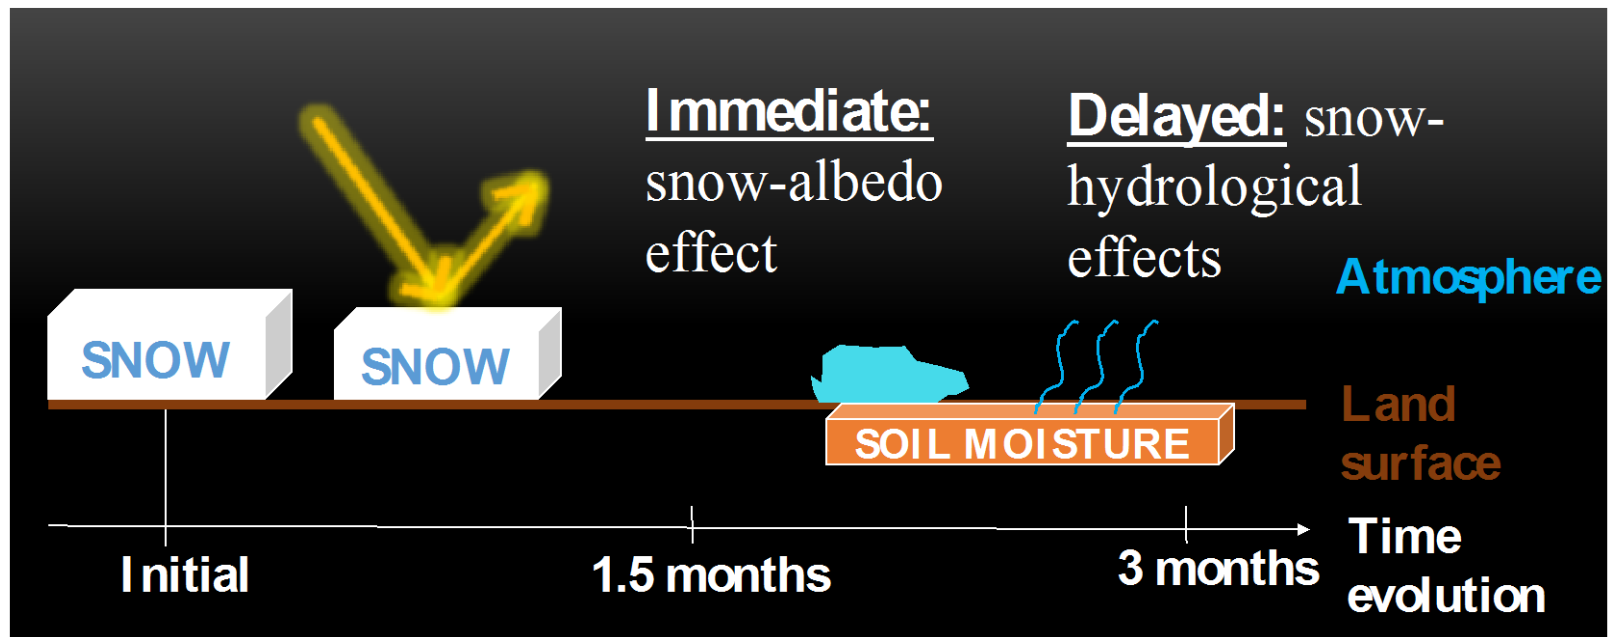 Immediate:
snow-albedo
effect
Delayed: snow-
hydrological
effects
Atmosphere
SNOW
SNOW
Land
surface
SOIL MOISTURE
Initial
1.5 months
3 months
Time
evolution